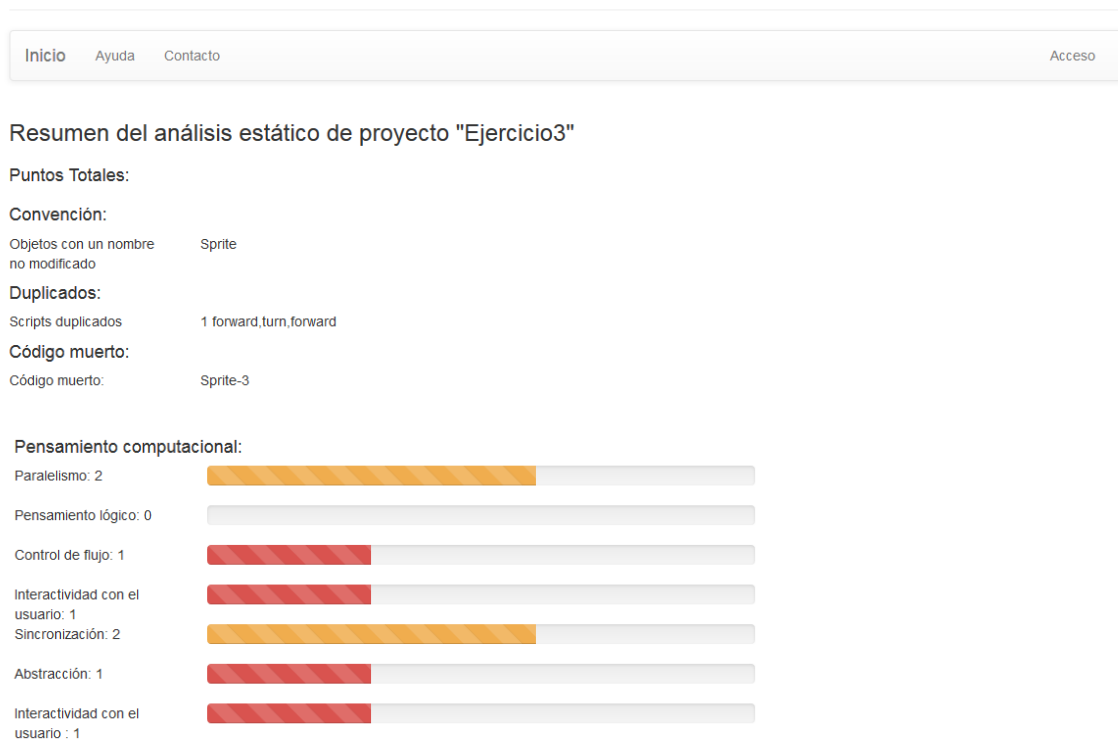 Inicio Ayuda Contacto Acceso
Resumen del análisis estático de proyecto "Ejercicio3"
Puntos Totales:
Convención:
Objetos con un nombre Sprite
no modificado
Duplicados:
Scripts duplicados 1 forward,turn,forward
Código muerto:
Código muerto: Sprite-3
Pensamiento computacional:
Paralelismo: 2
Pensamiento lógico: 0
Control de flujo: 1
Interactividad con el
usuario: 1
Sincronización: 2
Abstracción: 1
Interactividad con el
usuario : 1